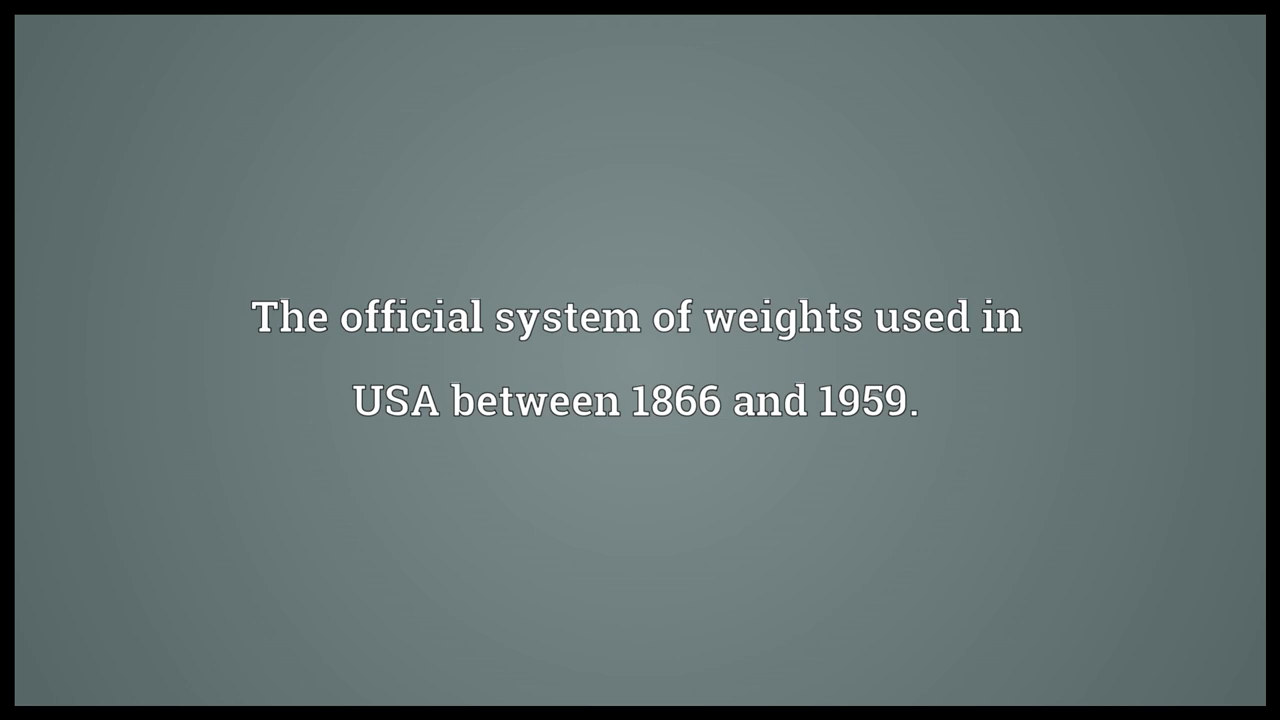 The official system of weights used in
USA between 1866 and 1959.